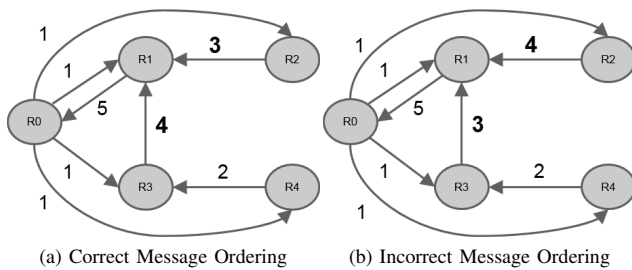 1
R1
3
R2
1
5
R0
4
1
R3
2
R4
1
(a) Correct Message Ordering
1
R1
4
R2
1
5
R0
3
1
R3
2
R4
1
(b) Incorrect Message Ordering